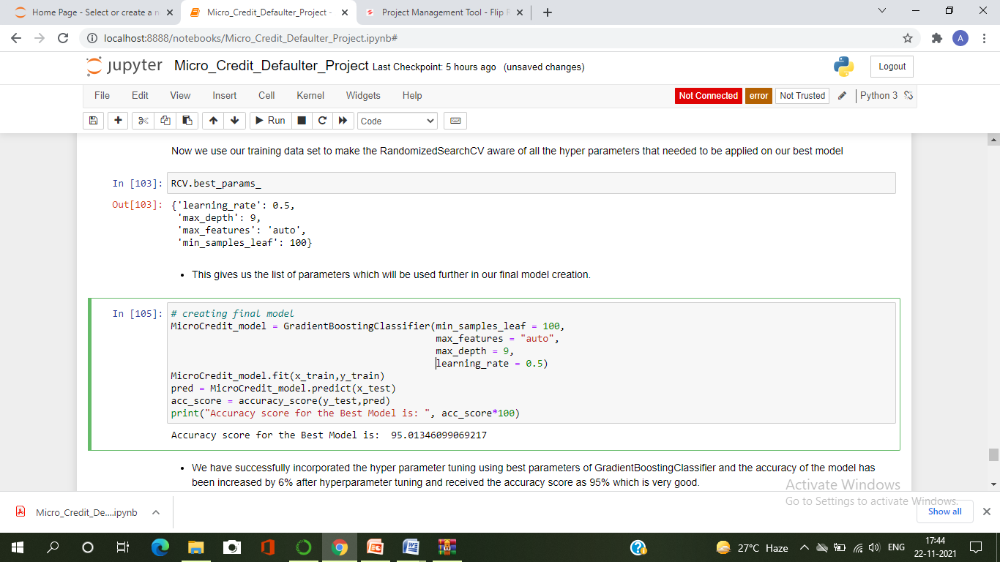 Home Page - Select or create a n
Micro_Credit_Defaulter_Project -
Project Management Tool - Flip R
localhost:8888/notebooks/Micro_Credit_Defaulter_Project.ipynb#
A
jupyter Micro_Credit_Defaulter_Project Last Checkpoint: 5 hours ago (unsaved changes)
Logout
File Edit View Insert Cell Kernel Widgets Help
Not Connected error Not Trusted Python 3
Run Code
Now we use our training data set to make the RandomizedSearchCV aware of all the hyper parameters that needed to be applied on our best model
In [103]: RCV.best_params_
Out[103]: {'learning_rate': 0.5,
'max_depth': 9,
'max_features': 'auto',
'min_samples_leaf': 100}
• This gives us the list of parameters which will be used further in our final model creation.
In [105]: # creating final model
MicroCredit_model = GradientBoostingClassifier(min_samples_leaf = 100,
max_features = "auto",
max_depth = 9,
learning_rate = 0.5)
MicroCredit_model.fit(x_train,y_train)
pred = MicroCredit_model.predict(x_test)
acc_score = accuracy_score(y_test,pred)
print("Accuracy score for the Best Model is: ", acc_score*100)
Accuracy score for the Best Model is:  95.01346099069217
• We have successfully incorporated the hyper parameter tuning using best parameters of GradientBoostingClassifier and the accuracy of the model has
been increased by 6% after hyperparameter tuning and received the accuracy score as 95% which is very good.
Activate Windows
Go to Settings to activate Windows.
Micro_Credit_De....ipynb
Show all
27°C Haze
ENG
17:44
22-11-2021